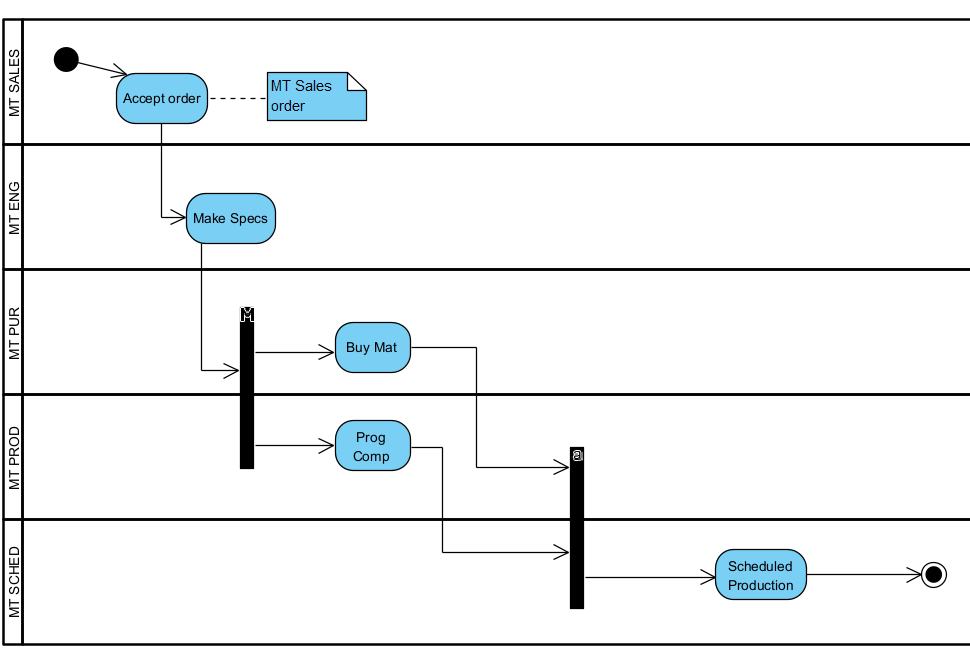 MT SALES
Accept order
MT Sales
order
MT ENG
Make Specs
MT PUR
M
Buy Mat
MT PROD
Prog
Comp
a
MT SCHED
Scheduled
Production